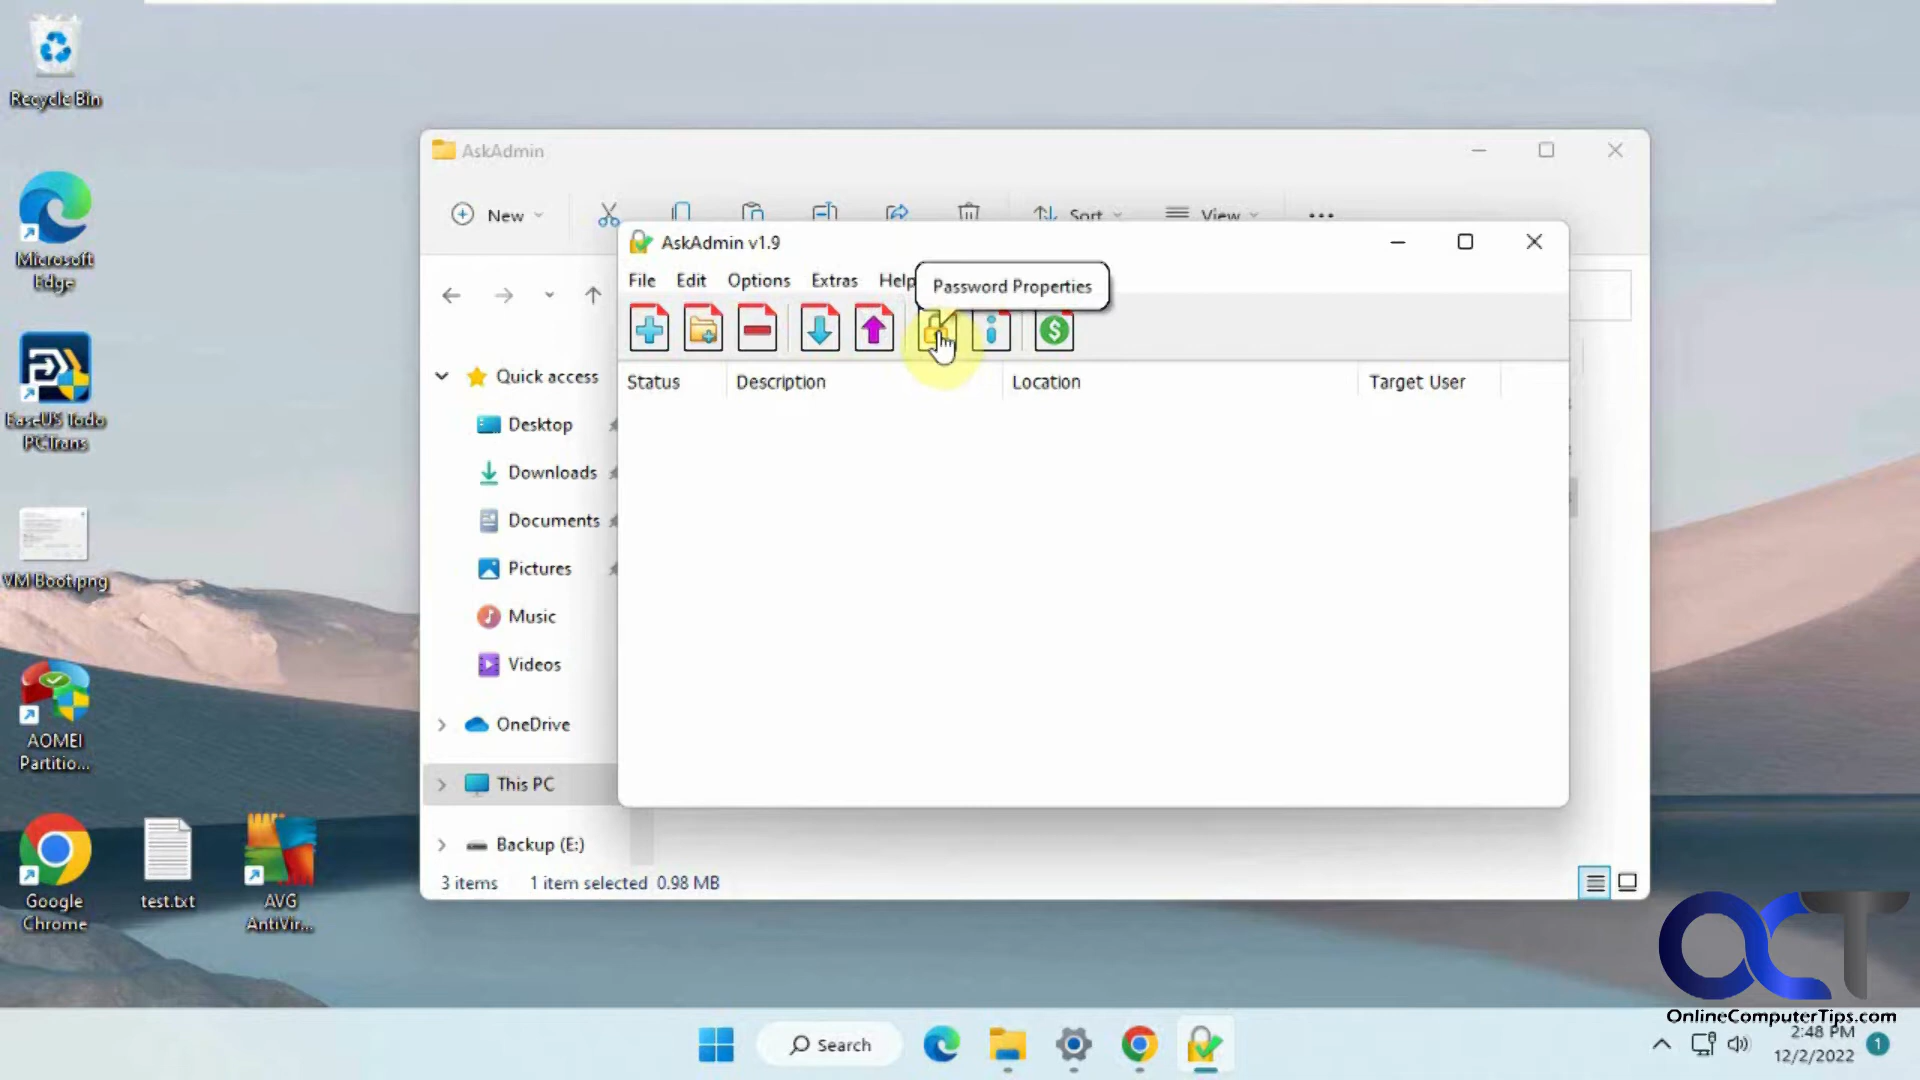 Recycle Bin
Microsoft
Edge
EaseUS Todo
PCTrans
VM Boot.png
AOMEI
Partitio...
Google
Chrome
test.txt
AVG
AntiVir...
AskAdmin
New
Sort
View
AskAdmin v1.9
File Edit Options Extras Help
Password Properties
Status Description Location Target User
Quick access
Desktop
Downloads
Documents
Pictures
Music
Videos
OneDrive
This PC
Backup (E:)
3 items 1 item selected 0.98 MB
OCT
OnlineComputerTips.com
Search
2:48 PM
12/2/2022
1